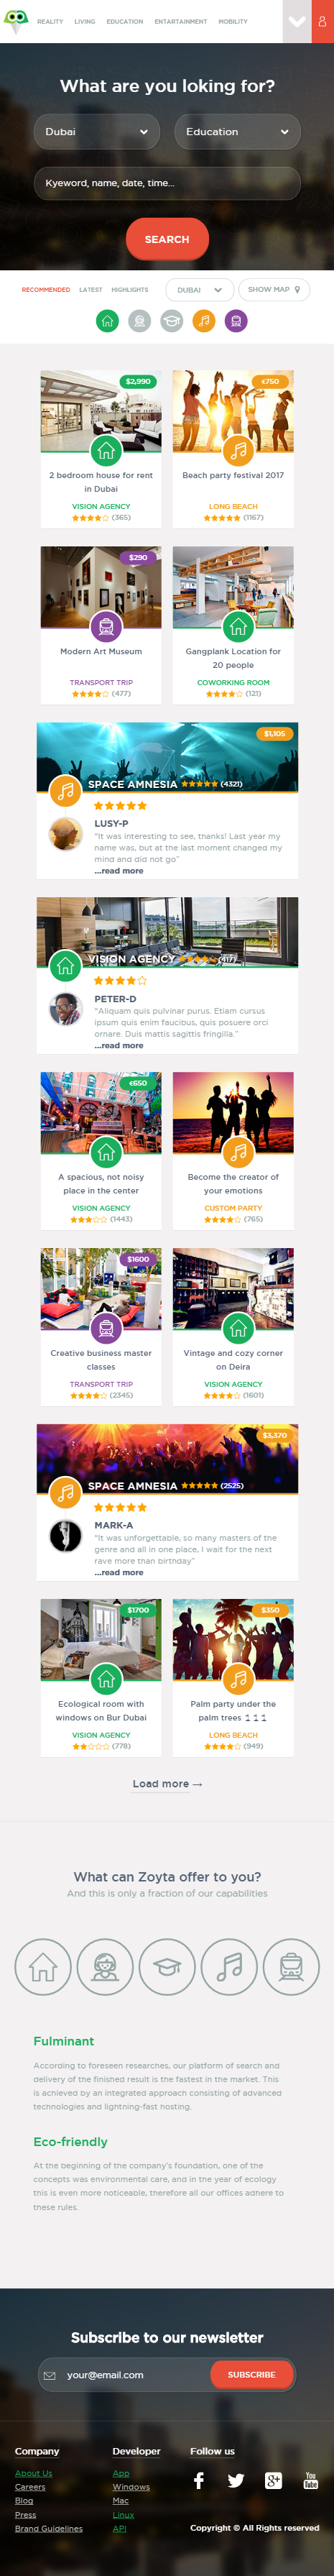 REALITY LIVING EDUCATION ENTARTAINMENT MOBILITY
What are you loking for?
Dubai
Education
Kyeword, name, date, time...
SEARCH
RECOMMENDED LATEST HIGHLIGHTS
DUBAI
SHOW MAP
$2,990
2 bedroom house for rent
in Dubai
VISION AGENCY
(365)
€750
Beach party festival 2017
LONG BEACH
(1167)
$290
Modern Art Museum
TRANSPORT TRIP
(477)
Gangplank Location for
20 people
COWORKING ROOM
(121)
$1,105
SPACE AMNESIA (4321)
LUSY-P
"It was interesting to see, thanks! Last year my
name was, but at the last moment changed my
mind and did not go"
...read more
VISION AGENCY (417)
PETER-D
"Aliquam quis pulvinar purus. Etiam cursus
ipsum quis enim faucibus, quis posuere orci
ornare. Duis mattis sagittis fringilla."
...read more
€650
A spacious, not noisy
place in the center
VISION AGENCY
(1443)
Become the creator of
your emotions
CUSTOM PARTY
(765)
$1600
Creative business master
classes
TRANSPORT TRIP
(2345)
Vintage and cozy corner
on Deira
VISION AGENCY
(1601)
$3,370
SPACE AMNESIA (2525)
MARK-A
"It was unforgettable, so many masters of the
genre and all in one place, I wait for the next
rave more than birthday"
...read more
$1700
Ecological room with
windows on Bur Dubai
VISION AGENCY
(778)
$350
Palm party under the
palm trees
LONG BEACH
(949)
Load more →
What can Zoyta offer to you?
And this is only a fraction of our capabilities
Fulminant
According to foreseen researches, our platform of search and
delivery of the finished result is the fastest in the market. This
is achieved by an integrated approach consisting of advanced
technologies and lightning-fast hosting.
Eco-friendly
At the beginning of the company's foundation, one of the
concepts was environmental care, and in the year of ecology
this is even more noticeable, therefore all our offices adhere to
these rules.
Subscribe to our newsletter
your@email.com
SUBSCRIBE
Company
About Us
Careers
Blog
Press
Brand Guidelines
Developer
App
Windows
Mac
Linux
API
Follow us
You
Tube
Copyright © All Rights reserved